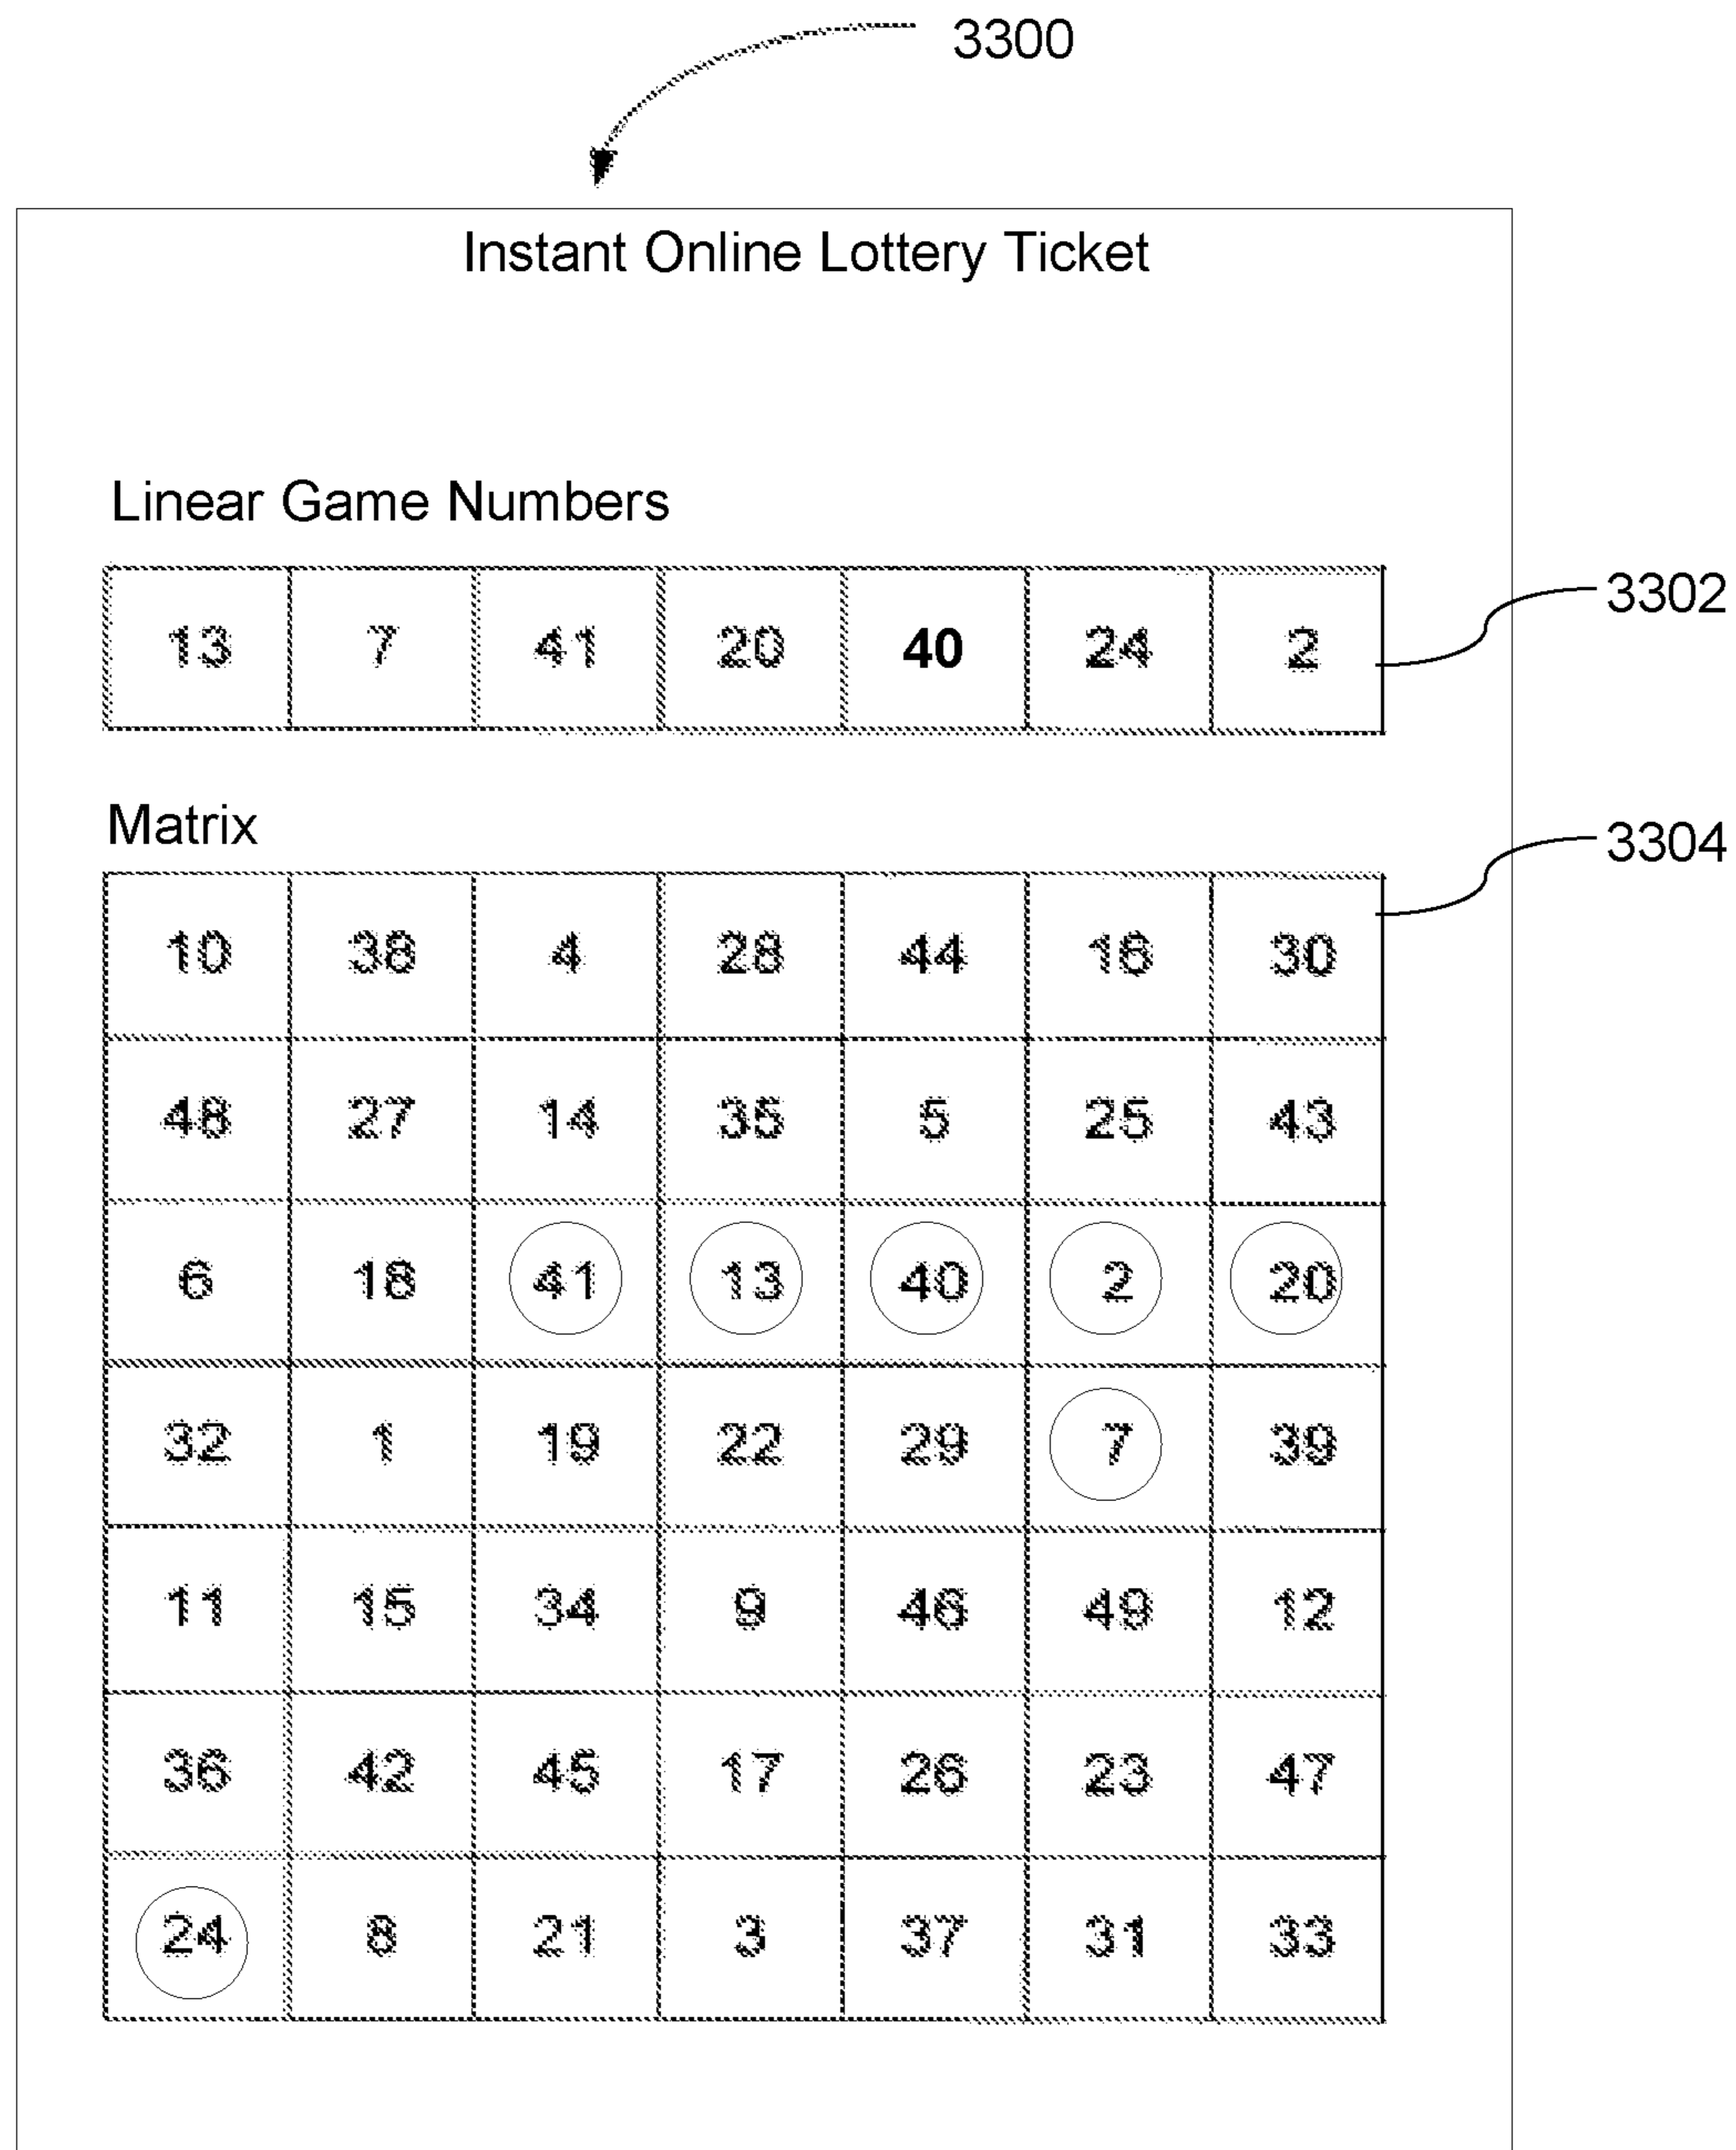 3300
Instant Online Lottery Ticket
Linear Game Numbers
13 7 41 20 40 24 2
3302
Matrix
3304
10 38 4 28 44 16 30
48 27 14 35 5 25 43
6 18 41 13 40 2 20
32 1 19 22 29 7 39
11 15 34 9 46 49 12
36 42 45 17 26 23 47
24 8 21 3 37 31 33